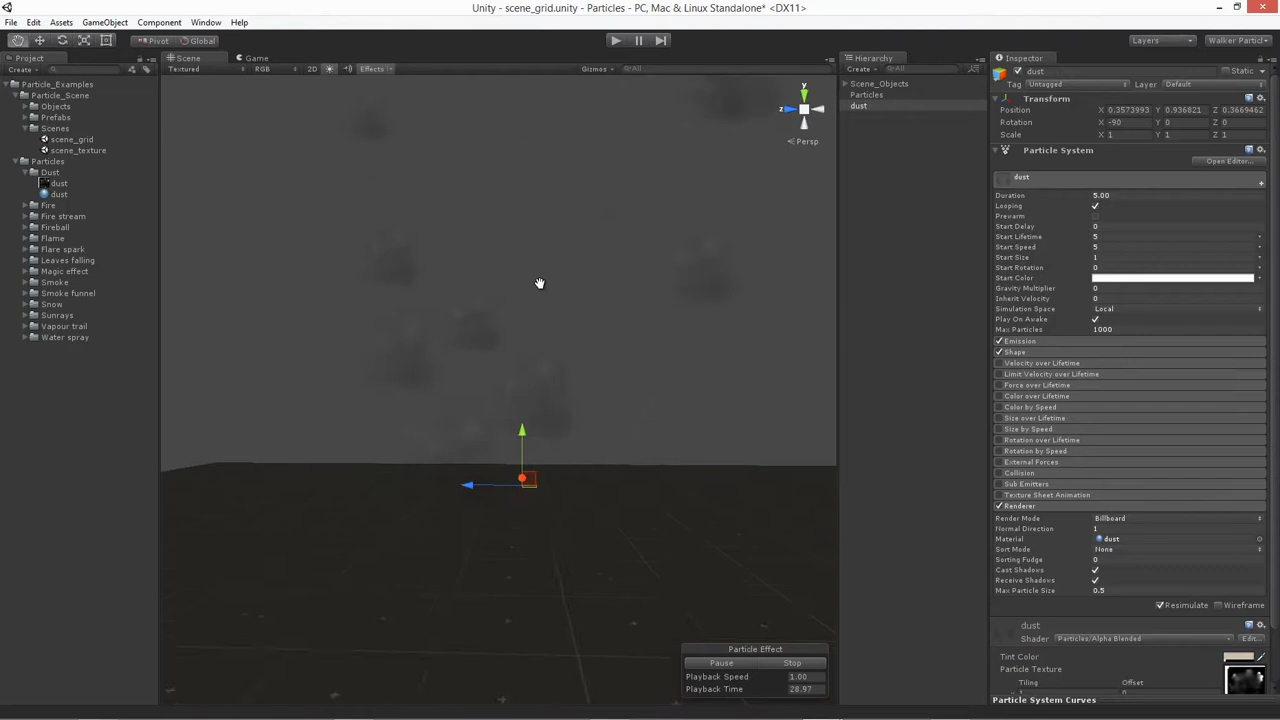 Unity - scene_grid.unity - Particles - PC, Mac & Linux Standalone* <DX11>
File Edit Assets GameObject Component Window Help
Pivot Global
Layers
Walker Particl
Project
Create
Particle_Examples
Particle_Scene
Objects
Prefabs
Scenes
scene_grid
scene_texture
Particles
Dust
dust
dust
Fire
Fire stream
Fireball
Flame
Flare spark
Leaves falling
Magic effect
Smoke
Smoke funnel
Snow
Sunrays
Vapour trail
Water spray
Scene Game
Textured RGB 2D Effects Gizmos All
y
z
Persp
Particle Effect
Pause Stop
Playback Speed 1.00
Playback Time 28.97
Hierarchy
Create All
Scene_Objects
Particles
dust
Inspector
dust Static
Tag Untagged Layer Default
Transform
Position X 0.3573993 Y 0.936821 Z 0.3669462
Rotation X -90 Y 0 Z 0
Scale X 1 Y 1 Z 1
Particle System
Open Editor...
dust
Duration 5.00
Looping
Prewarm
Start Delay 0
Start Lifetime 5
Start Speed 5
Start Size 1
Start Rotation 0
Start Color
Gravity Multiplier 0
Inherit Velocity 0
Simulation Space Local
Play On Awake
Max Particles 1000
Emission
Shape
Velocity over Lifetime
Limit Velocity over Lifetime
Force over Lifetime
Color over Lifetime
Color by Speed
Size over Lifetime
Size by Speed
Rotation over Lifetime
Rotation by Speed
External Forces
Collision
Sub Emitters
Texture Sheet Animation
Renderer
Render Mode Billboard
Normal Direction 1
Material dust
Sort Mode None
Sorting Fudge 0
Cast Shadows
Receive Shadows
Max Particle Size 0.5
Resimulate Wireframe
dust
Shader Particles/Alpha Blended Edit...
Tint Color
Particle Texture
Tiling Offset
Particle System Curves